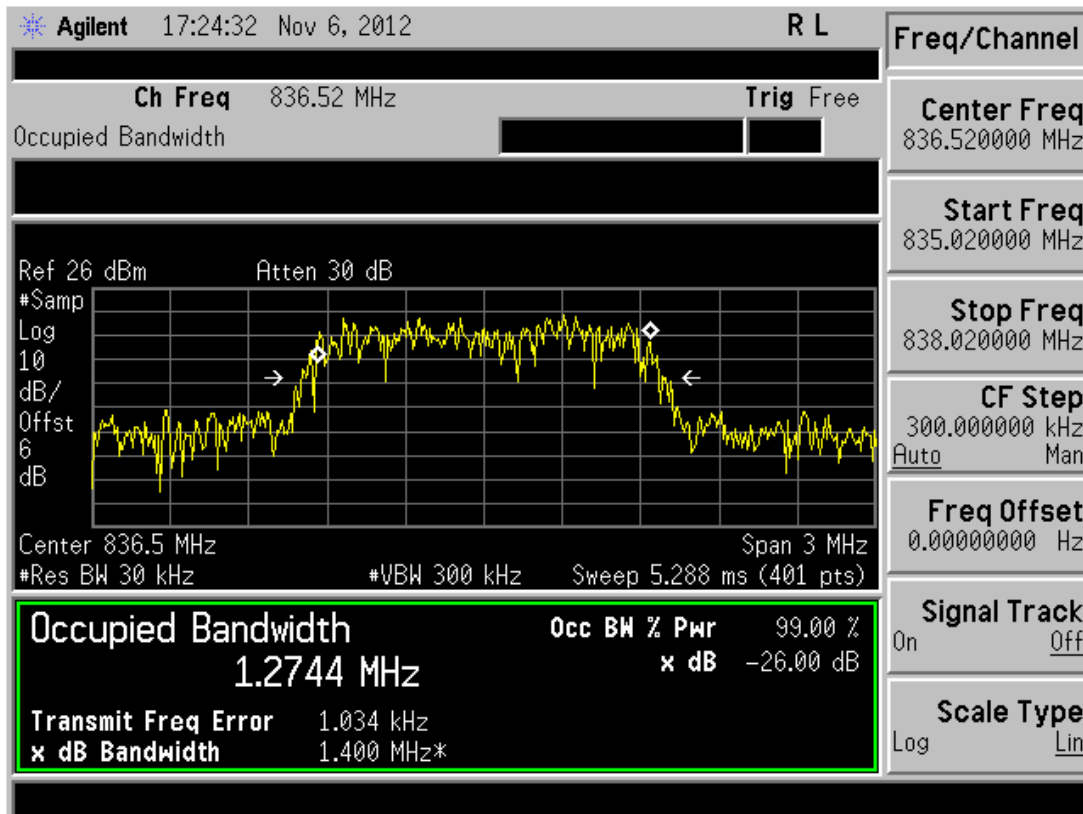 Agilent 17:24:32 Nov 6, 2012 R L
Ch Freq 836.52 MHz Trig Free
Occupied Bandwidth
Ref 26 dBm Atten 30 dB
#Samp
Log
10
dB/
Offst
6
dB
Center 836.5 MHz Span 3 MHz
#Res BW 30 kHz #VBW 300 kHz Sweep 5.288 ms (401 pts)
Occupied Bandwidth Occ BW % Pwr 99.00 %
1.2744 MHz x dB -26.00 dB
Transmit Freq Error 1.034 kHz
x dB Bandwidth 1.400 MHz*
Freq/Channel
Center Freq
836.520000 MHz
Start Freq
835.020000 MHz
Stop Freq
838.020000 MHz
CF Step
300.000000 kHz
Auto Man
Freq Offset
0.00000000 Hz
Signal Track
On Off
Scale Type
Log Lin